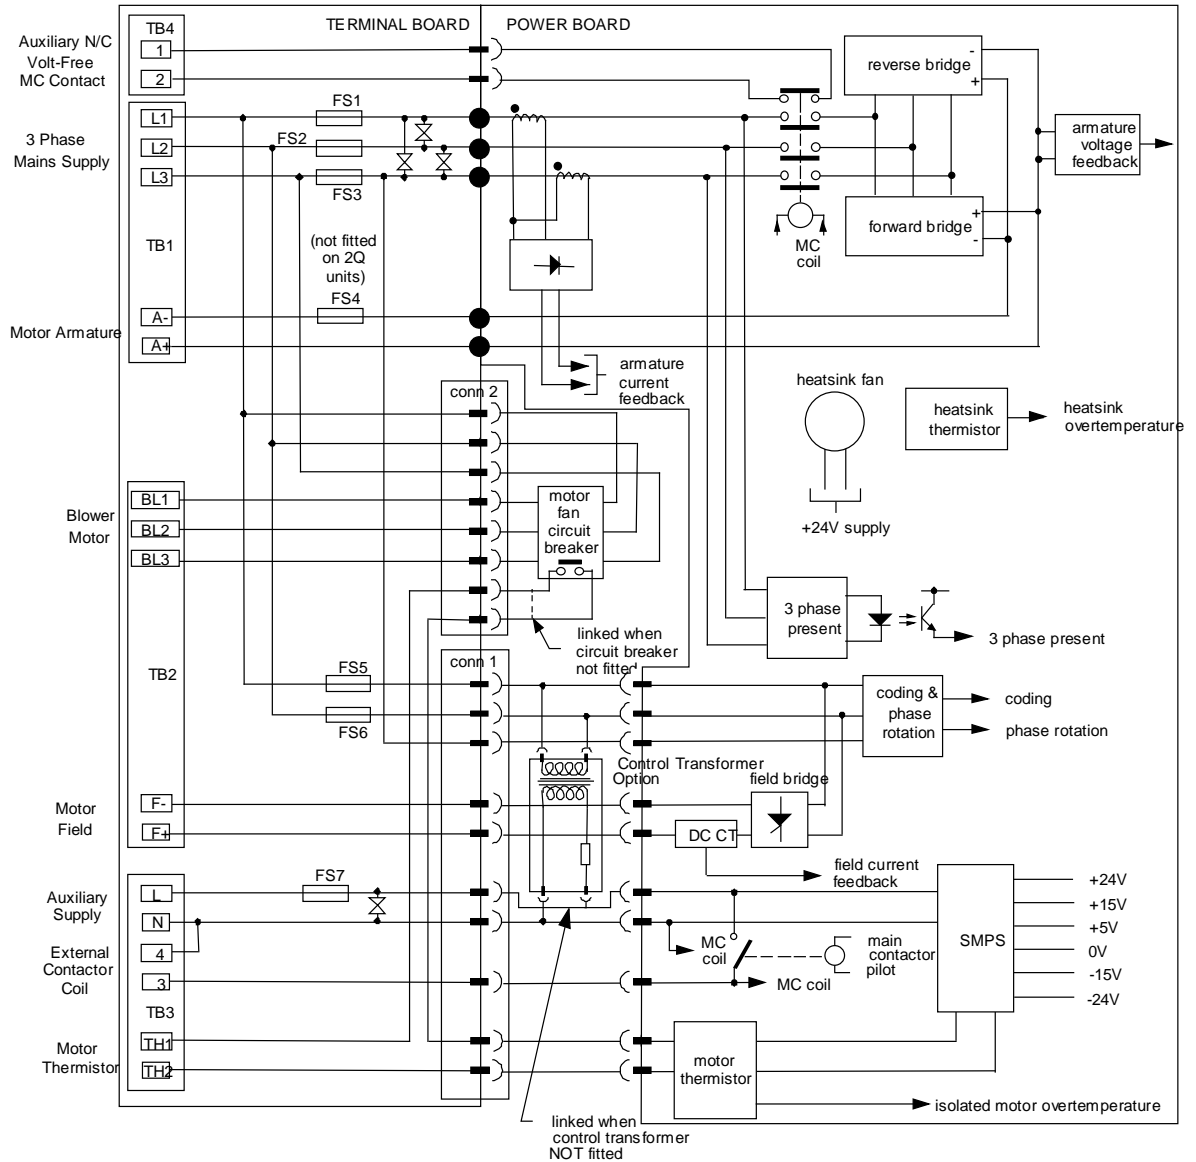 TERMINAL BOARD
POWER BOARD
Auxiliary N/C
Volt-Free
MC Contact
TB4
1
2
reverse bridge
-
+
3 Phase
Mains Supply
L1
L2
L3
FS1
FS2
FS3
armature
voltage
feedback
forward bridge
+
-
MC
coil
TB1
(not fitted
on 2Q
units)
FS4
Motor Armature
A-
A+
armature
current
feedback
conn 2
heatsink fan
+24V supply
heatsink
thermistor
heatsink
overtemperature
Blower
Motor
BL1
BL2
BL3
motor
fan
circuit
breaker
linked when
circuit breaker
not fitted
3 phase
present
3 phase present
TB2
conn 1
FS5
FS6
coding &
phase
rotation
coding
phase rotation
Control Transformer
Option
field bridge
Motor
Field
F-
F+
DC CT
field current
feedback
Auxiliary
Supply
L
N
FS7
External
Contactor
Coil
4
3
TB3
MC
coil
main
contactor
pilot
MC coil
SMPS
+24V
+15V
+5V
0V
-15V
-24V
Motor
Thermistor
TH1
TH2
motor
thermistor
isolated motor overtemperature
linked when
control transformer
NOT fitted